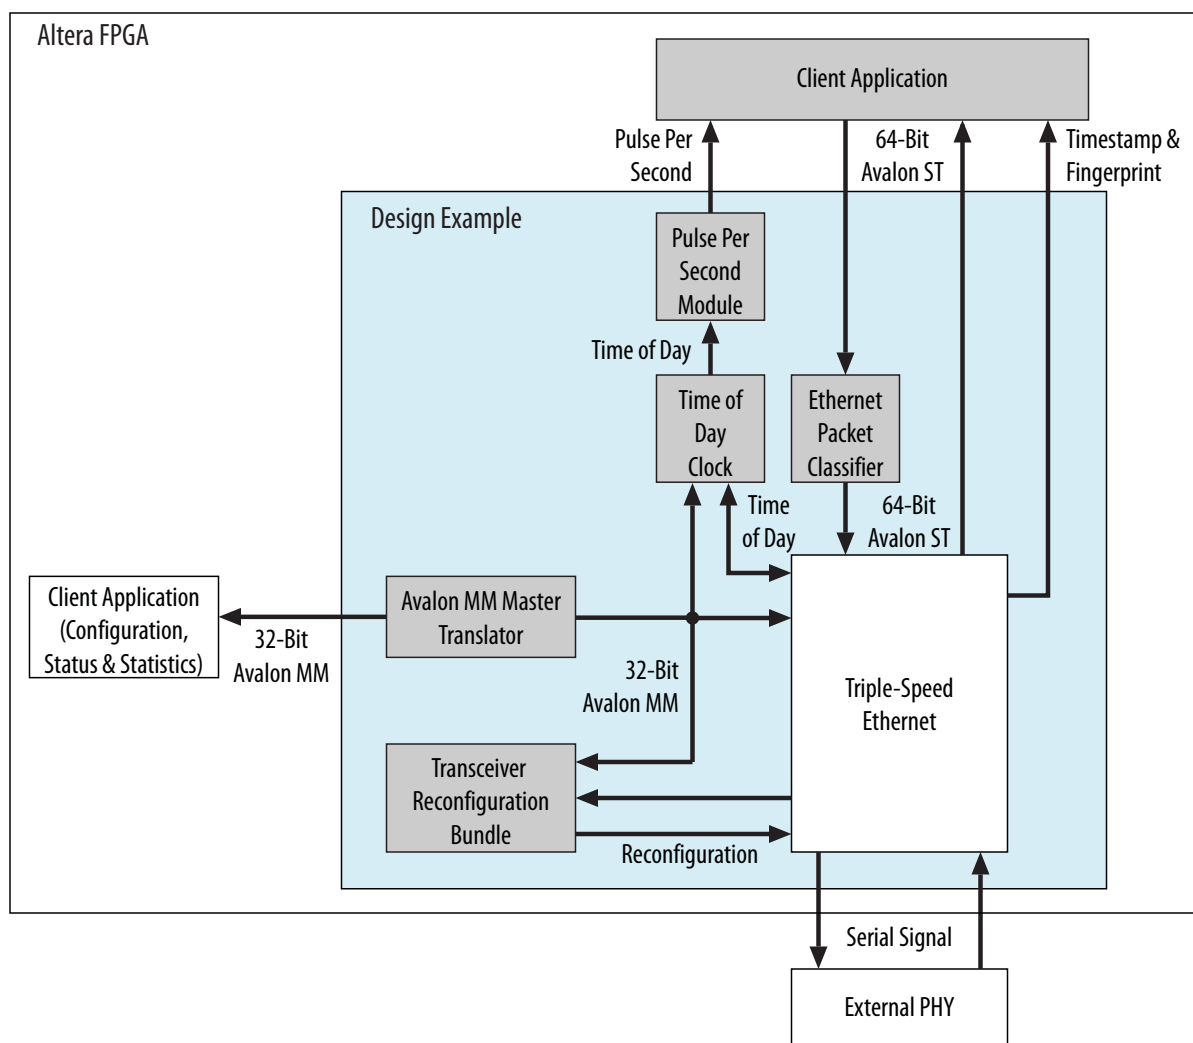 Altera FPGA
Client Application
Pulse Per
Second
64-Bit
Avalon ST
Timestamp &
Fingerprint
Design Example
Pulse Per
Second
Module
Time of Day
Time of
Day
Clock
Ethernet
Packet
Classifier
Time
of Day
64-Bit
Avalon ST
Client Application
(Configuration,
Status & Statistics)
32-Bit
Avalon MM
Avalon MM Master
Translator
32-Bit
Avalon MM
Triple-Speed
Ethernet
Transceiver
Reconfiguration
Bundle
Reconfiguration
Serial Signal
External PHY